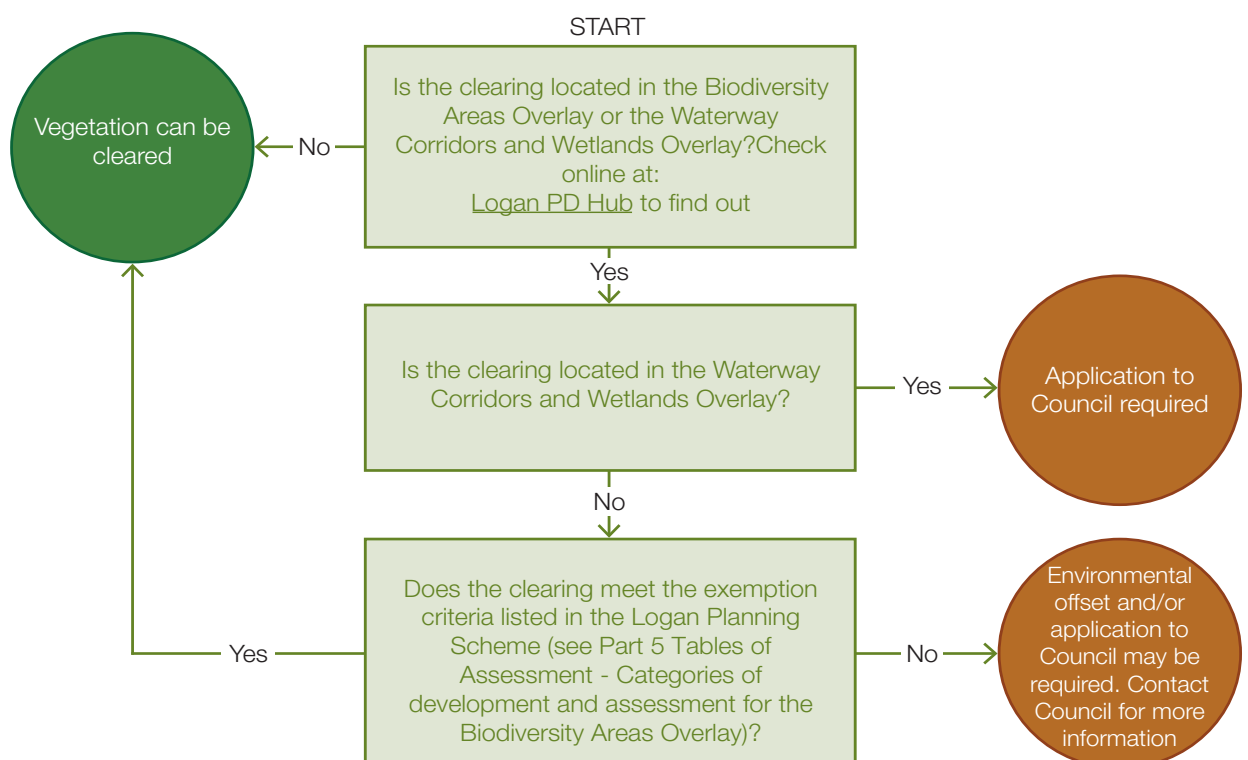 START
Is the clearing located in the Biodiversity
Areas Overlay or the Waterway
Corridors and Wetlands Overlay?Check
online at:
Logan PD Hub to find out
No
Vegetation can be
cleared
Yes
Is the clearing located in the Waterway
Corridors and Wetlands Overlay?
Yes
Application to
Council required
No
Does the clearing meet the exemption
criteria listed in the Logan Planning
Scheme (see Part 5 Tables of
Assessment - Categories of
development and assessment for the
Biodiversity Areas Overlay)?
Yes
No
Environmental
offset and/or
application to
Council may be
required. Contact
Council for more
information